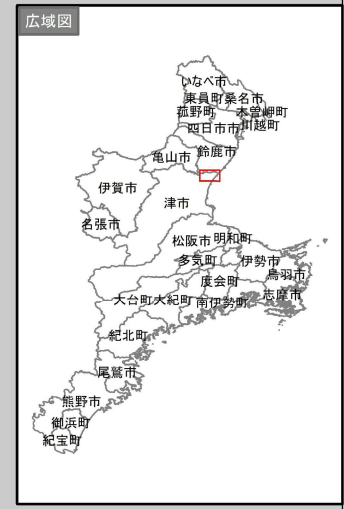 広域図
いなべ市
東員町 桑名市
菰野町 木曽岬町
四日市市 川越町
亀山市 鈴鹿市
伊賀市
津市
名張市
松阪市 明和町
多気町 伊勢市
度会町 鳥羽市
大台町 大紀町 南伊勢町 志摩市
紀北町
尾鷲市
熊野市
御浜町
紀宝町